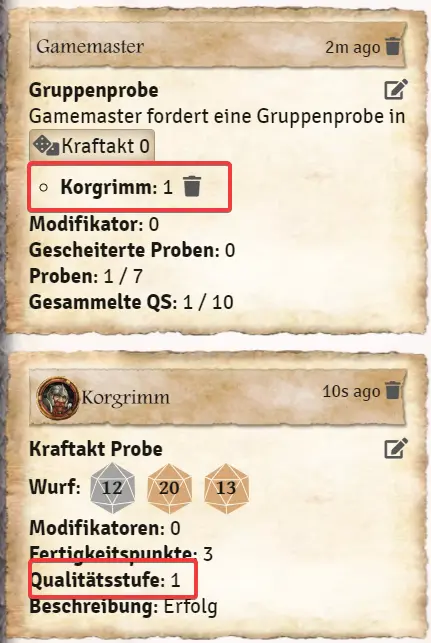 Gamemaster 2m ago
Gruppenprobe
Gamemaster fordert eine Gruppenprobe in
Kraftakt 0
Korgrimm: 1
Modifikator: 0
Gescheiterte Proben: 0
Proben: 1 / 7
Gesammelte QS: 1 / 10
Korgrimm 10s ago
Kraftakt Probe
Wurf: 12 20 13
Modifikatoren: 0
Fertigkeitspunkte: 3
Qualitätsstufe: 1
Beschreibung: Erfolg